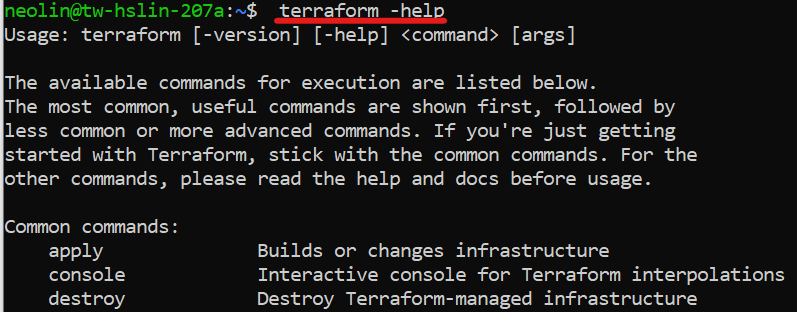 neolin@tw-hslin-207a:~$ terraform -help
Usage: terraform [-version] [-help] <command> [args]
The available commands for execution are listed below.
The most common, useful commands are shown first, followed by
less common or more advanced commands. If you're just getting
started with Terraform, stick with the common commands. For the
other commands, please read the help and docs before usage.
Common commands:
apply Builds or changes infrastructure
console Interactive console for Terraform interpolations
destroy Destroy Terraform-managed infrastructure